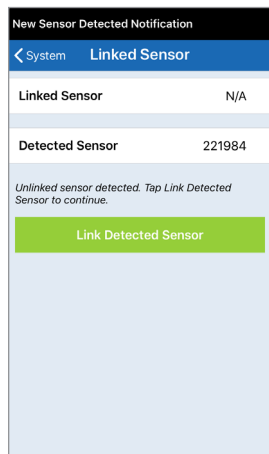 New Sensor Detected Notification
System Linked Sensor
Linked Sensor N/A
Detected Sensor 221984
Unlinked sensor detected. Tap Link Detected
Sensor to continue.
Link Detected Sensor